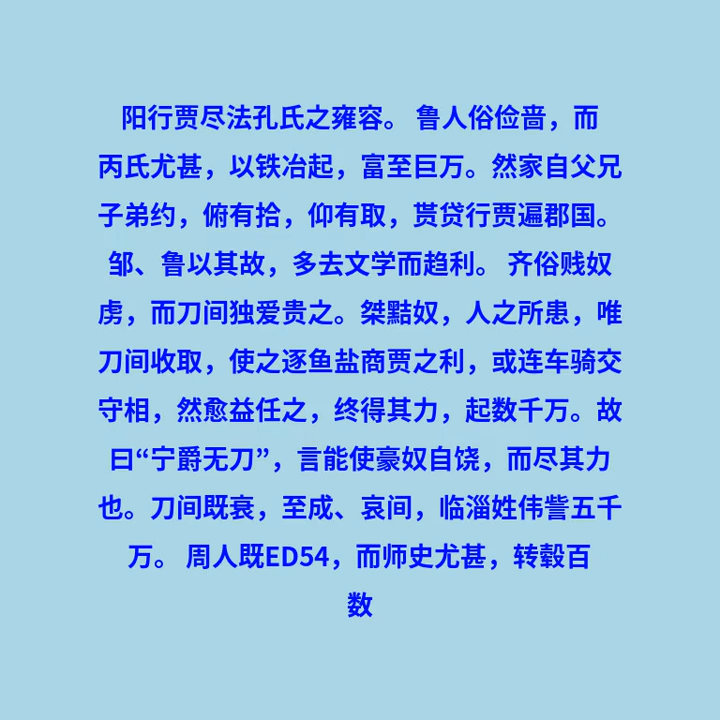 阳行贾尽法孔氏之雍容。 鲁人俗俭啬，而
丙氏尤甚，以铁冶起，富至巨万。然家自父兄
子弟约，俯有拾，仰有取，贳贷行贾遍郡国。
邹、鲁以其故，多去文学而趋利。 齐俗贱奴
虏，而刀间独爱贵之。桀黠奴，人之所患，唯
刀间收取，使之逐鱼盐商贾之利，或连车骑交
守相，然愈益任之，终得其力，起数千万。故
曰“宁爵无刀”，言能使豪奴自饶，而尽其力
也。刀间既衰，至成、哀间，临淄姓伟訾五千
万。 周人既ED54，而师史尤甚，转毂百
数